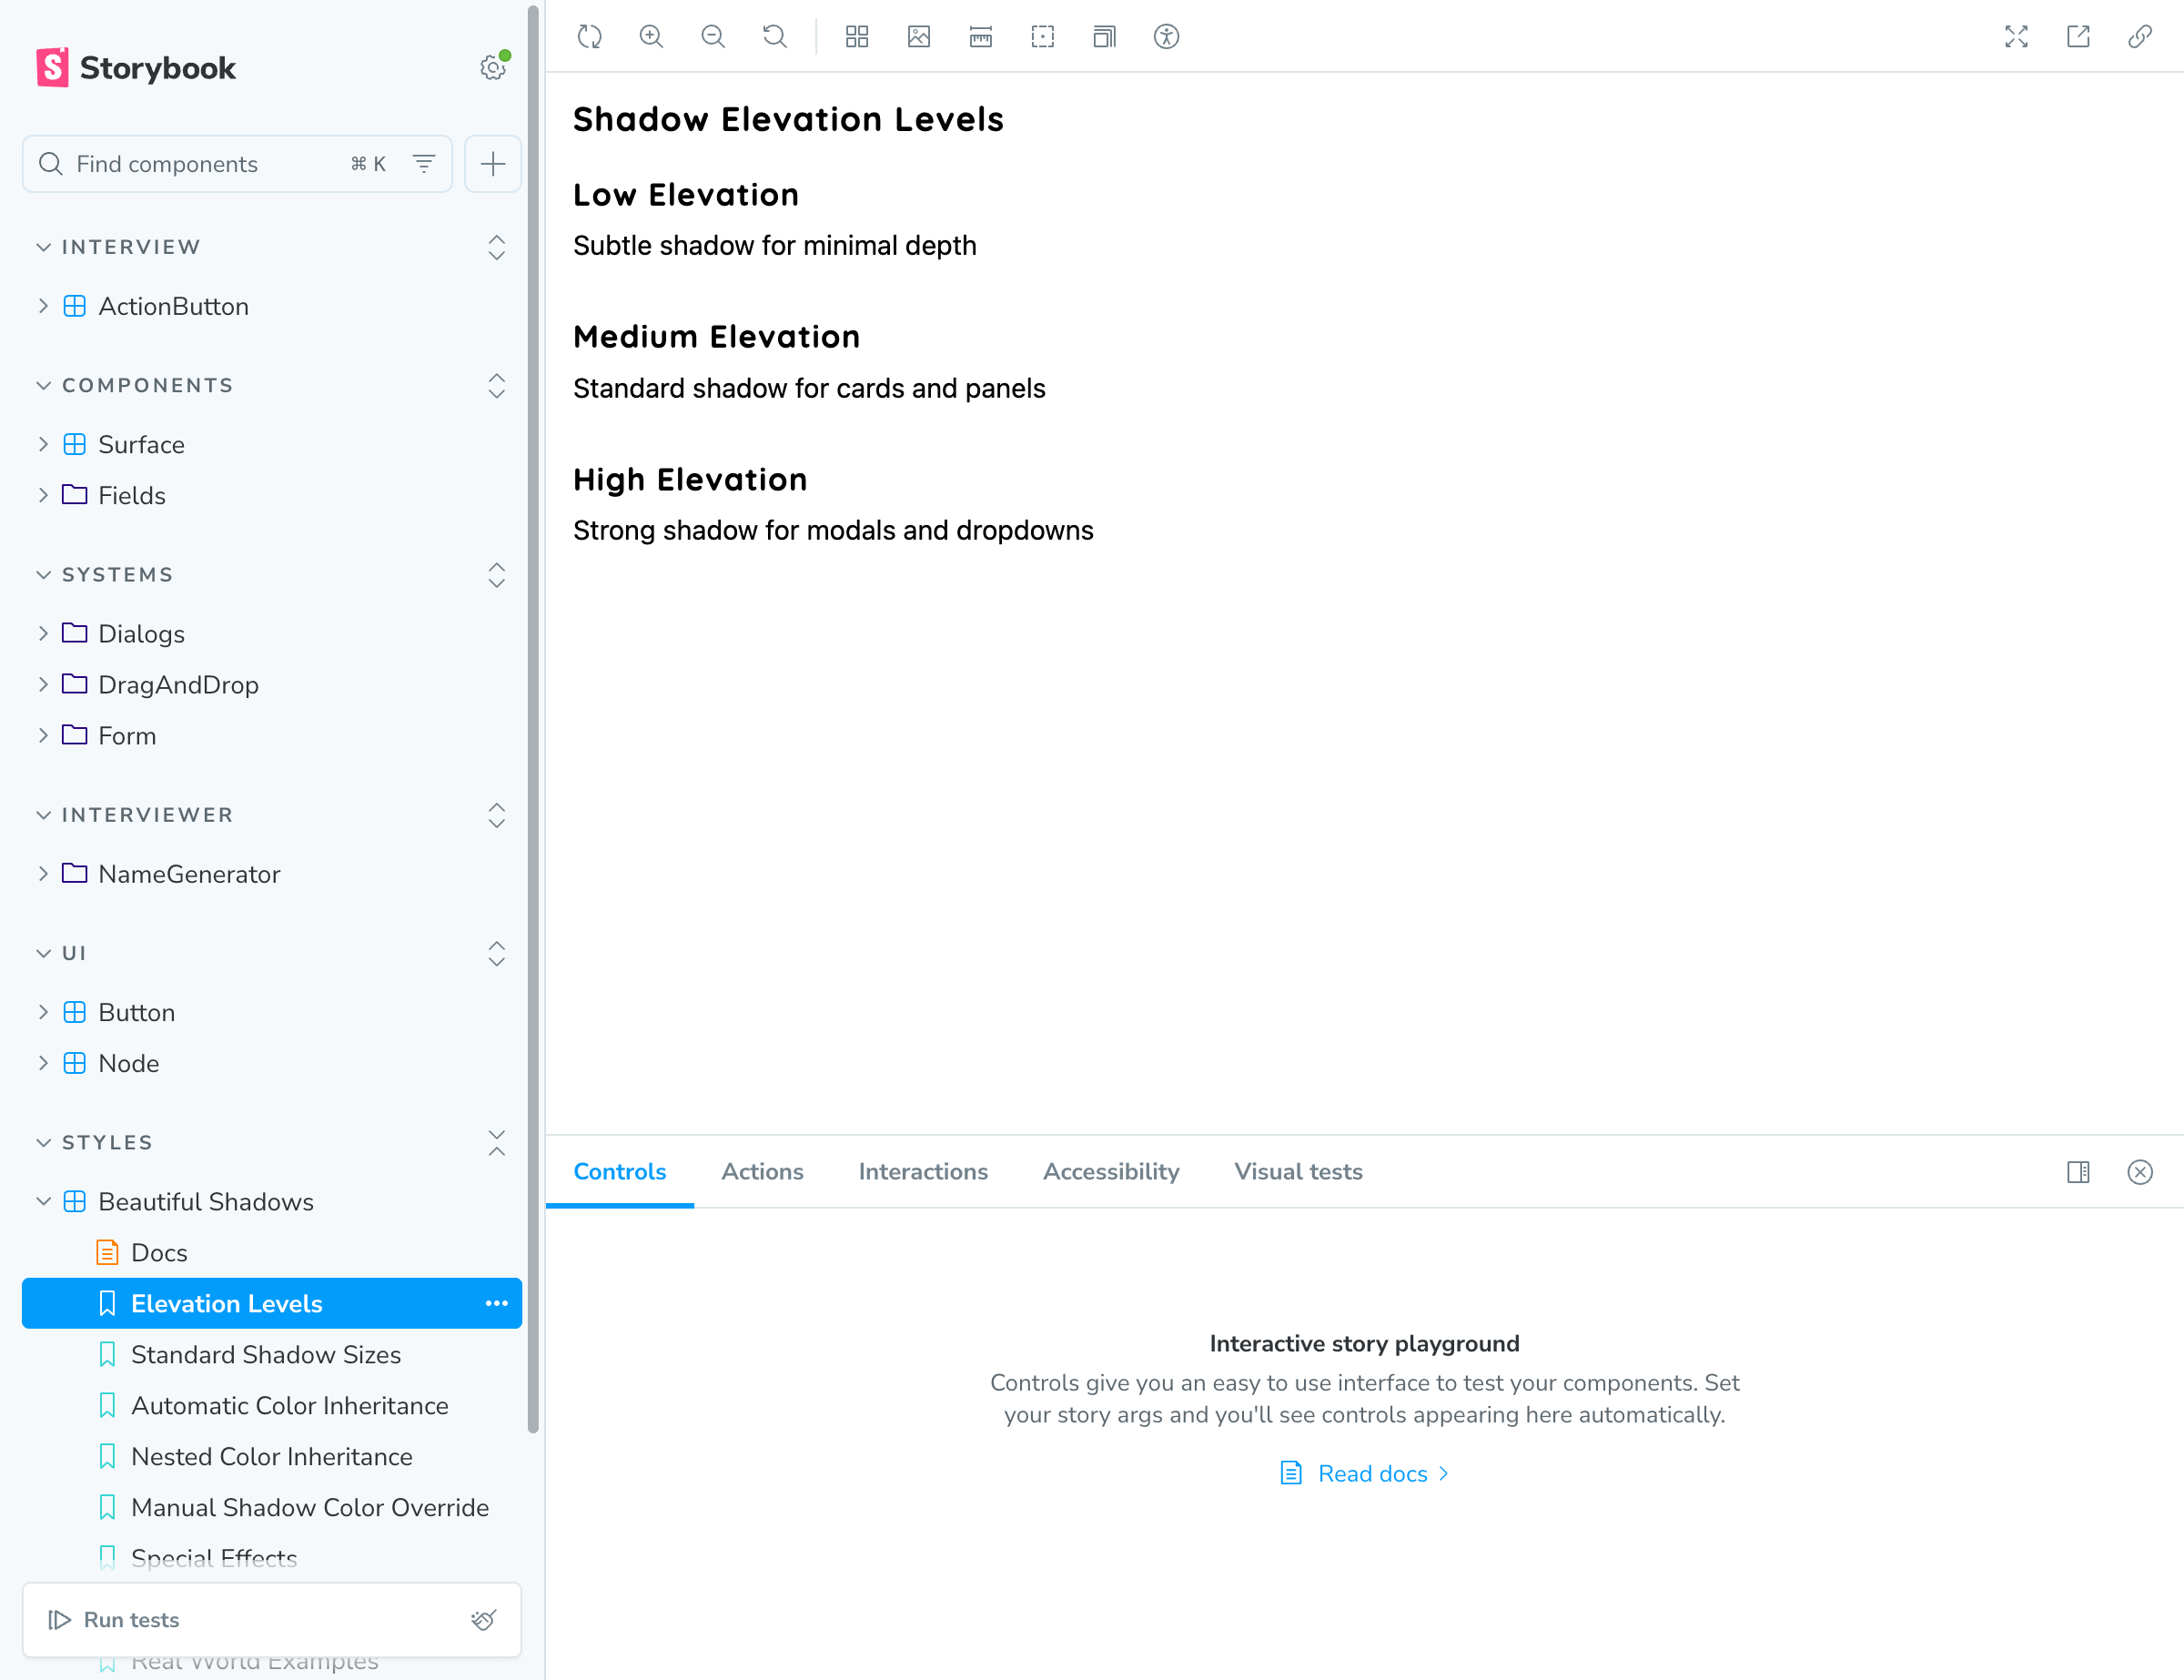 Storybook
Find components
⌘ K
INTERVIEW
ActionButton
COMPONENTS
Surface
Fields
SYSTEMS
Dialogs
DragAndDrop
Form
INTERVIEWER
NameGenerator
UI
Button
Node
STYLES
Beautiful Shadows
Docs
Elevation Levels
Standard Shadow Sizes
Automatic Color Inheritance
Nested Color Inheritance
Manual Shadow Color Override
Special Effects
Run tests
Real World Examples
Shadow Elevation Levels
Low Elevation
Subtle shadow for minimal depth
Medium Elevation
Standard shadow for cards and panels
High Elevation
Strong shadow for modals and dropdowns
Controls
Actions
Interactions
Accessibility
Visual tests
Interactive story playground
Controls give you an easy to use interface to test your components. Set
your story args and you'll see controls appearing here automatically.
Read docs